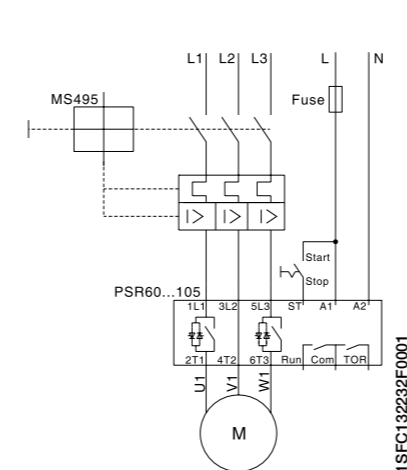 L1 L2 L3 L N
MS495
Fuse
I> I> I>
Start
Stop
PSR60...105
1L1 3L2 5L3 ST A1 A2
2T1 4T2 6T3 Run Com TOR
U1 V1 W1
M
1SFC132232F0001